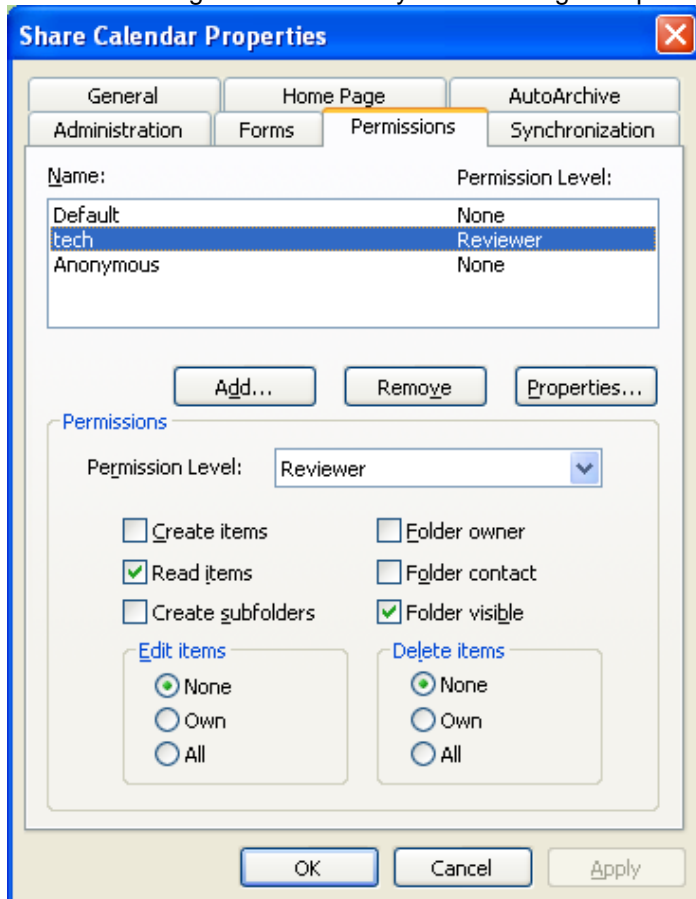 Share Calendar Properties
General Home Page AutoArchive
Administration Forms Permissions Synchronization
Name: Permission Level:
Default None
tech Reviewer
Anonymous None
Add... Remove Properties...
Permissions
Permission Level: Reviewer
Create items Folder owner
Read items Folder contact
Create subfolders Folder visible
Edit items Delete items
None None
Own Own
All All
OK Cancel Apply